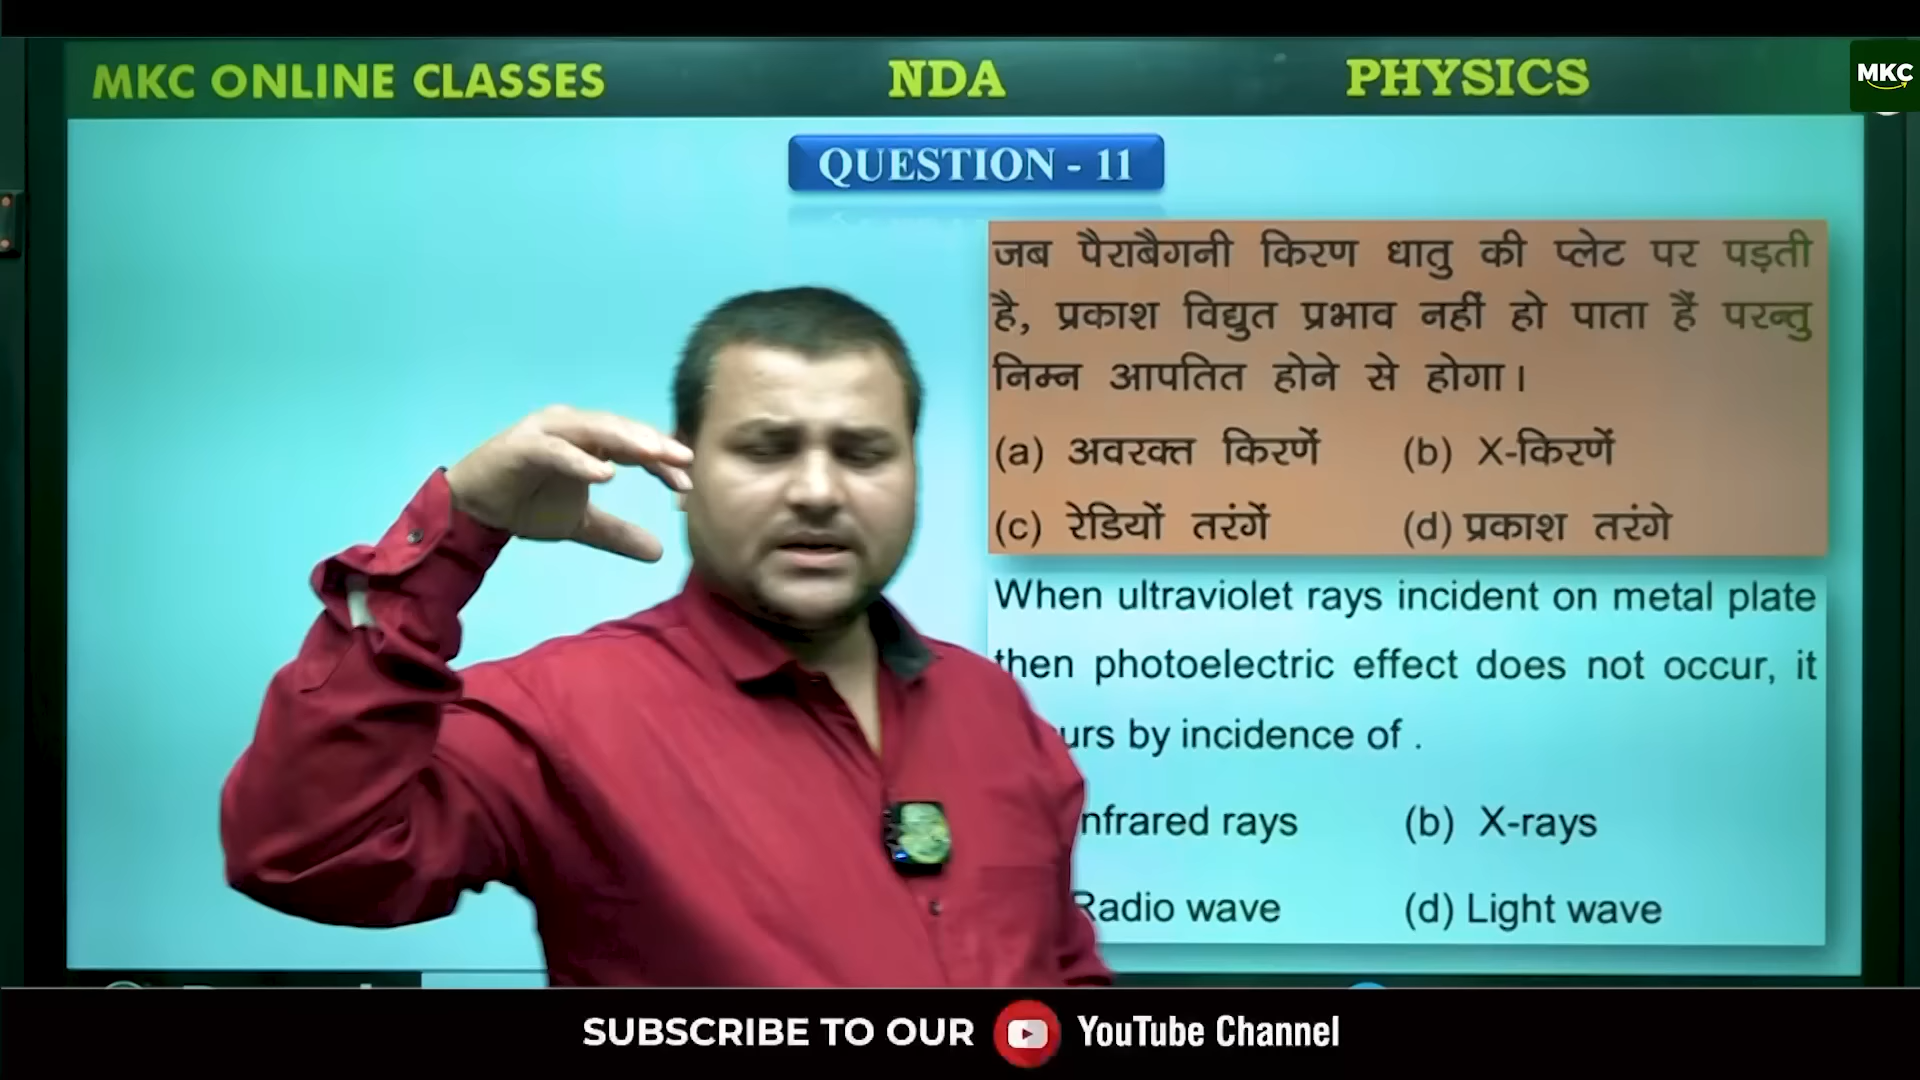 MKC ONLINE CLASSES NDA PHYSICS
MKC
QUESTION - 11
जब पैराबैगनी किरण धातु की प्लेट पर पड़ती
है, प्रकाश विद्युत प्रभाव नहीं हो पाता हैं परन्तु
निम्न आपतित होने से होगा।
(a) अवरक्त किरणें (b) X-किरणें
(c) रेडियों तरंगें (d) प्रकाश तरंगे
When ultraviolet rays incident on metal plate
then photoelectric effect does not occur, it
by incidence of .
rays (b) X-rays
Radio wave (d) Light wave
SUBSCRIBE TO OUR YouTube Channel